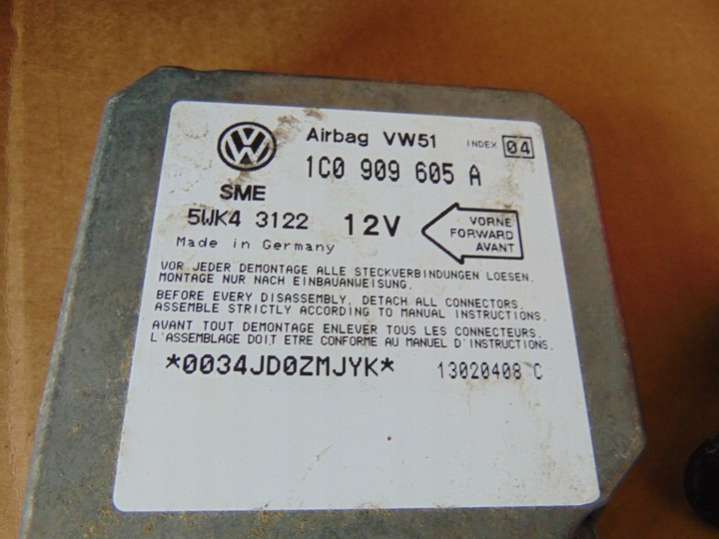 Airbag VW51 INDEX 04
1C0 909 605 A
SME
5WK4 3122 12V
VORNE
FORWARD
AVANT
Made in Germany
VOR JEDER DEMONTAGE ALLE STECKVERBINDUNGEN LOESEN.
MONTAGE NUR NACH EINBAUANWEISUNG.
BEFORE EVERY DISASSEMBLY, DETACH ALL CONNECTORS.
ASSEMBLE STRICTLY ACCORDING TO MANUAL INSTRUCTIONS.
AVANT TOUT DEMONTAGE ENLEVER TOUS LES CONNECTEURS.
L'ASSEMBLAGE DOIT ETRE CONFORME AU MANUEL D'INSTRUCTIONS.
*0034JD0ZMJYK* 13020408 C